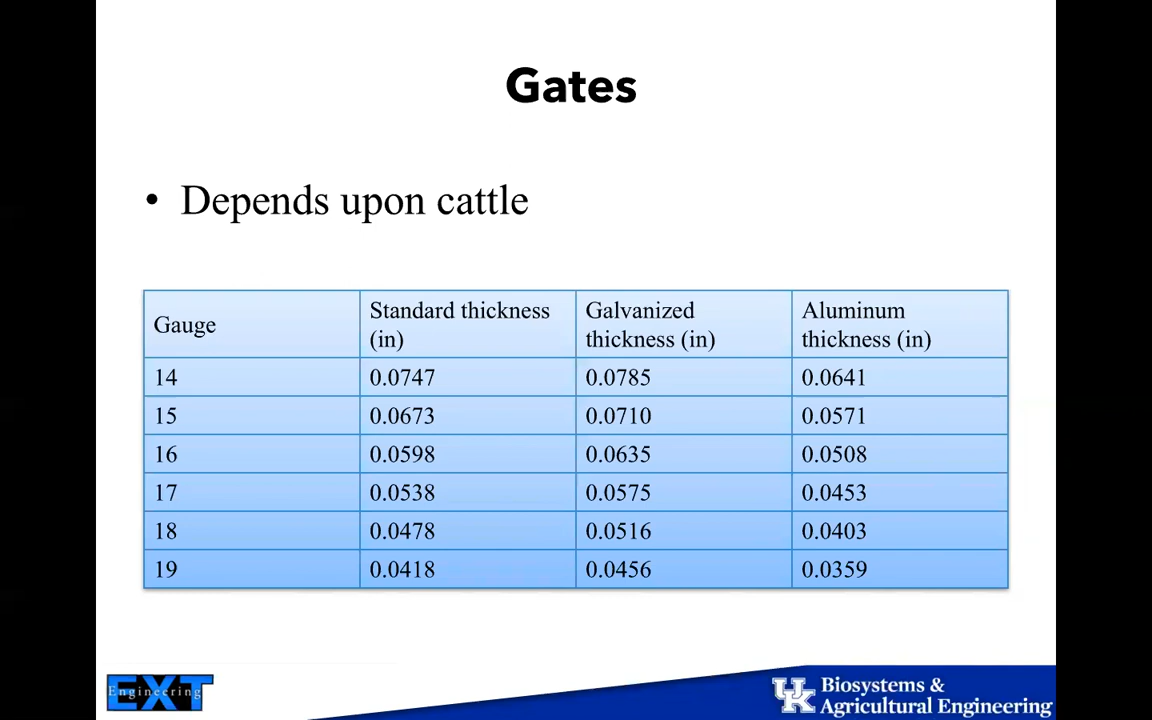 Gates
• Depends upon cattle
Gauge Standard thickness (in) Galvanized thickness (in) Aluminum thickness (in)
14 0.0747 0.0785 0.0641
15 0.0673 0.0710 0.0571
16 0.0598 0.0635 0.0508
17 0.0538 0.0575 0.0453
18 0.0478 0.0516 0.0403
19 0.0418 0.0456 0.0359
EXT
Engineering
UK
Biosystems &
Agricultural Engineering